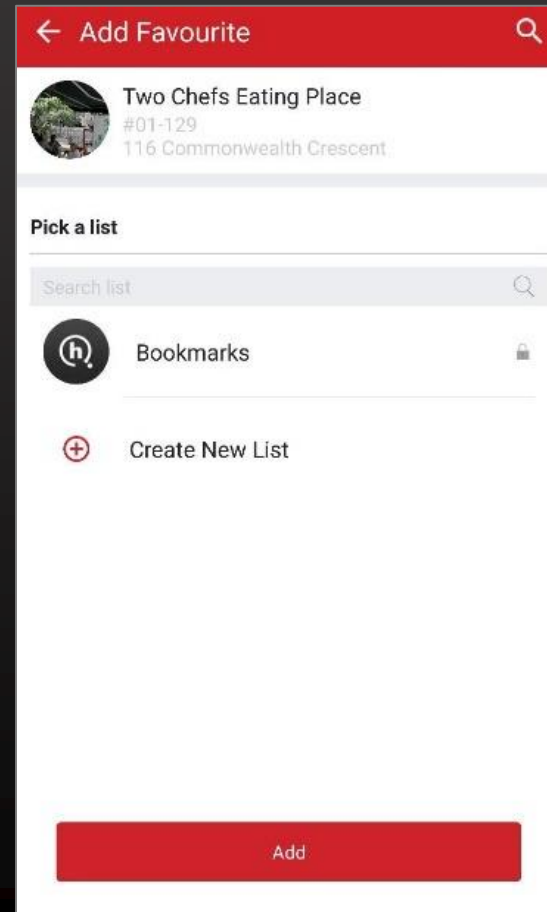 Add Favourite
Two Chefs Eating Place
#01-129
116 Commonwealth Crescent
Pick a list
Search list
h
Bookmarks
Create New List
Add